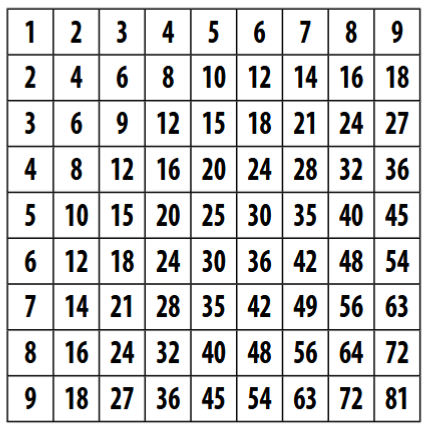 1 2 3 4 5 6 7 8 9
2 4 6 8 10 12 14 16 18
3 6 9 12 15 18 21 24 27
4 8 12 16 20 24 28 32 36
5 10 15 20 25 30 35 40 45
6 12 18 24 30 36 42 48 54
7 14 21 28 35 42 49 56 63
8 16 24 32 40 48 56 64 72
9 18 27 36 45 54 63 72 81